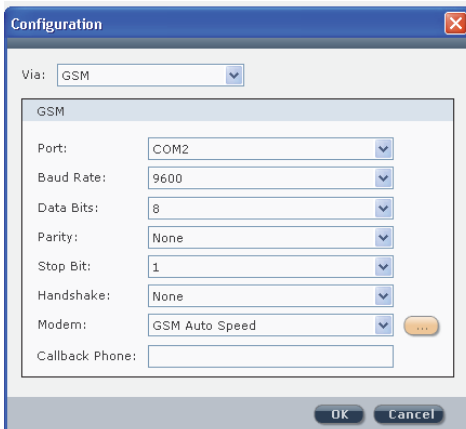 Configuration
Via: GSM
GSM
Port: COM2
Baud Rate: 9600
Data Bits: 8
Parity: None
Stop Bit: 1
Handshake: None
Modem: GSM Auto Speed ...
Callback Phone:
OK Cancel